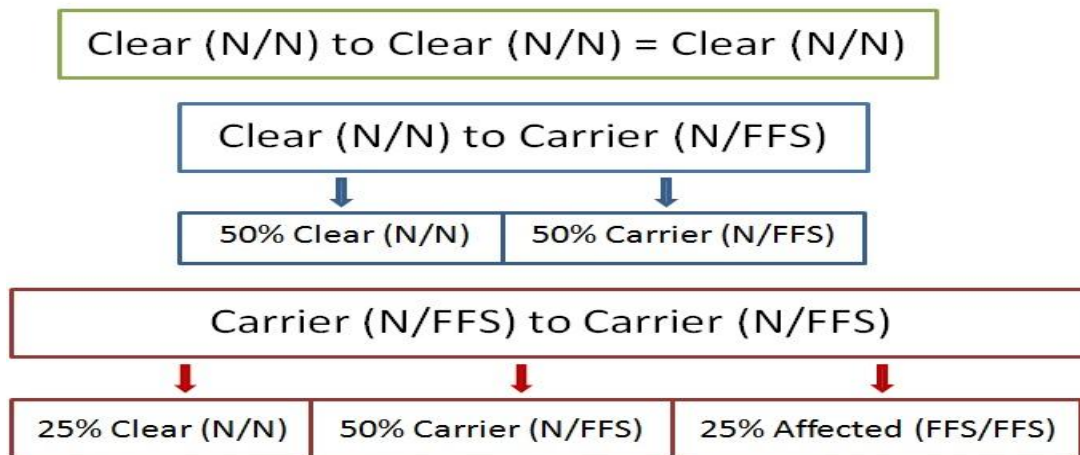 Clear (N/N) to Clear (N/N) = Clear (N/N)
Clear (N/N) to Carrier (N/FFS)
50% Clear (N/N) 50% Carrier (N/FFS)
Carrier (N/FFS) to Carrier (N/FFS)
25% Clear (N/N) 50% Carrier (N/FFS) 25% Affected (FFS/FFS)